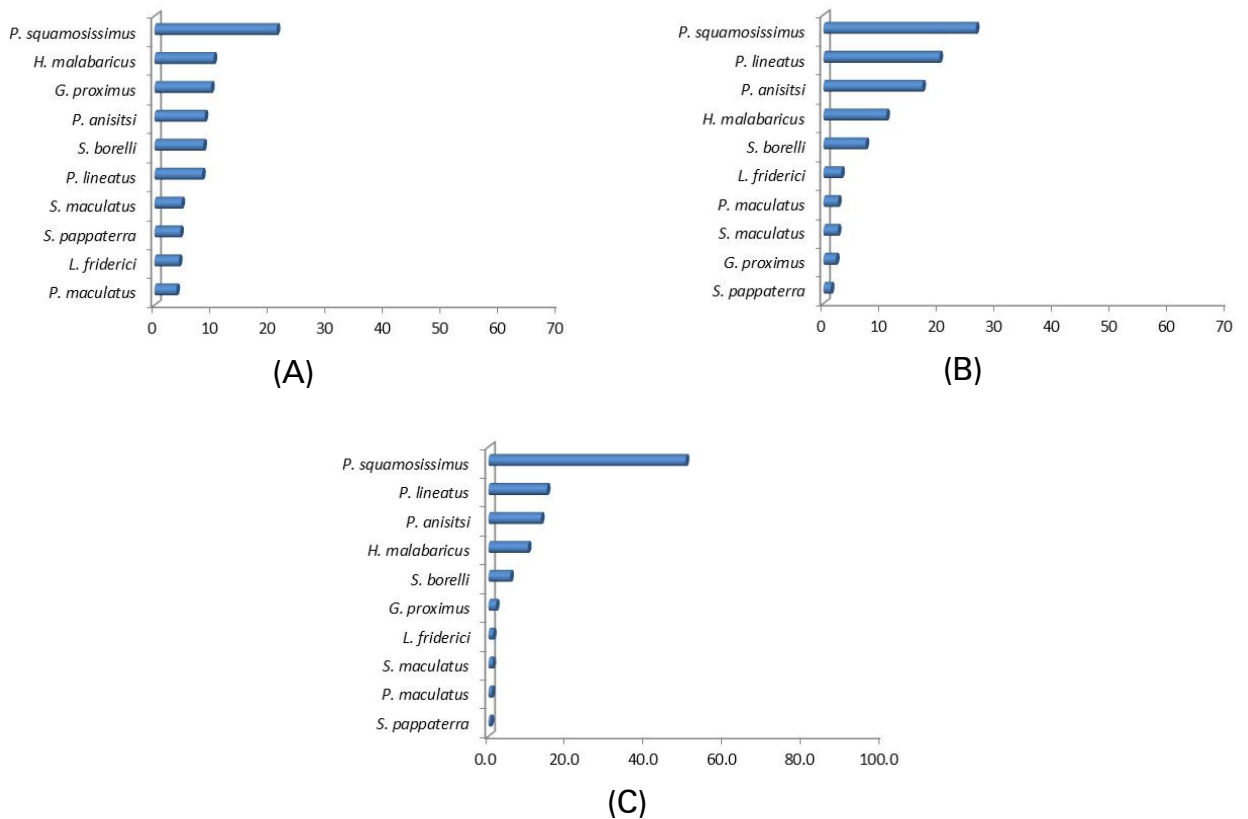 P. squamosissimus
H. malabaricus
G. proximus
P. anisitsi
S. borelli
P. lineatus
S. maculatus
S. pappaterra
L. friderici
P. maculatus
0 10 20 30 40 50 60 70
(A)
P. squamosissimus
P. lineatus
P. anisitsi
H. malabaricus
S. borelli
L. friderici
P. maculatus
S. maculatus
G. proximus
S. pappaterra
0 10 20 30 40 50 60 70
(B)
P. squamosissimus
P. lineatus
P. anisitsi
H. malabaricus
S. borelli
G. proximus
L. friderici
S. maculatus
P. maculatus
S. pappaterra
0.0 20.0 40.0 60.0 80.0 100.0
(C)